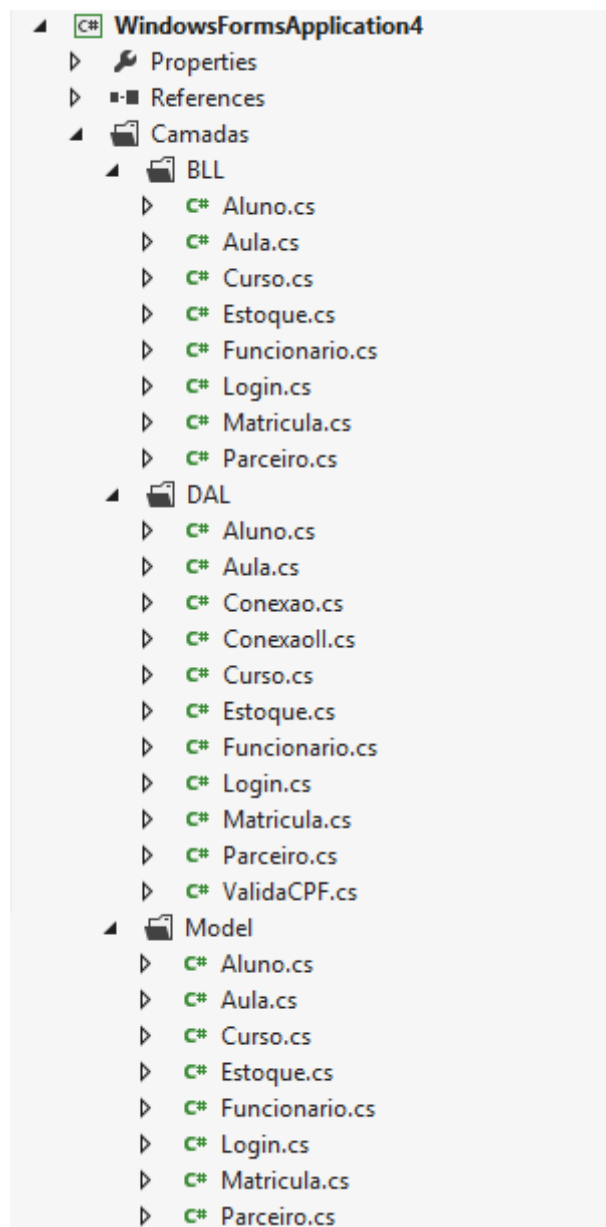 C# WindowsFormsApplication4
Properties
References
Camadas
BLL
C# Aluno.cs
C# Aula.cs
C# Curso.cs
C# Estoque.cs
C# Funcionario.cs
C# Login.cs
C# Matricula.cs
C# Parceiro.cs
DAL
C# Aluno.cs
C# Aula.cs
C# Conexao.cs
C# Conexaoll.cs
C# Curso.cs
C# Estoque.cs
C# Funcionario.cs
C# Login.cs
C# Matricula.cs
C# Parceiro.cs
C# ValidaCPF.cs
Model
C# Aluno.cs
C# Aula.cs
C# Curso.cs
C# Estoque.cs
C# Funcionario.cs
C# Login.cs
C# Matricula.cs
C# Parceiro.cs